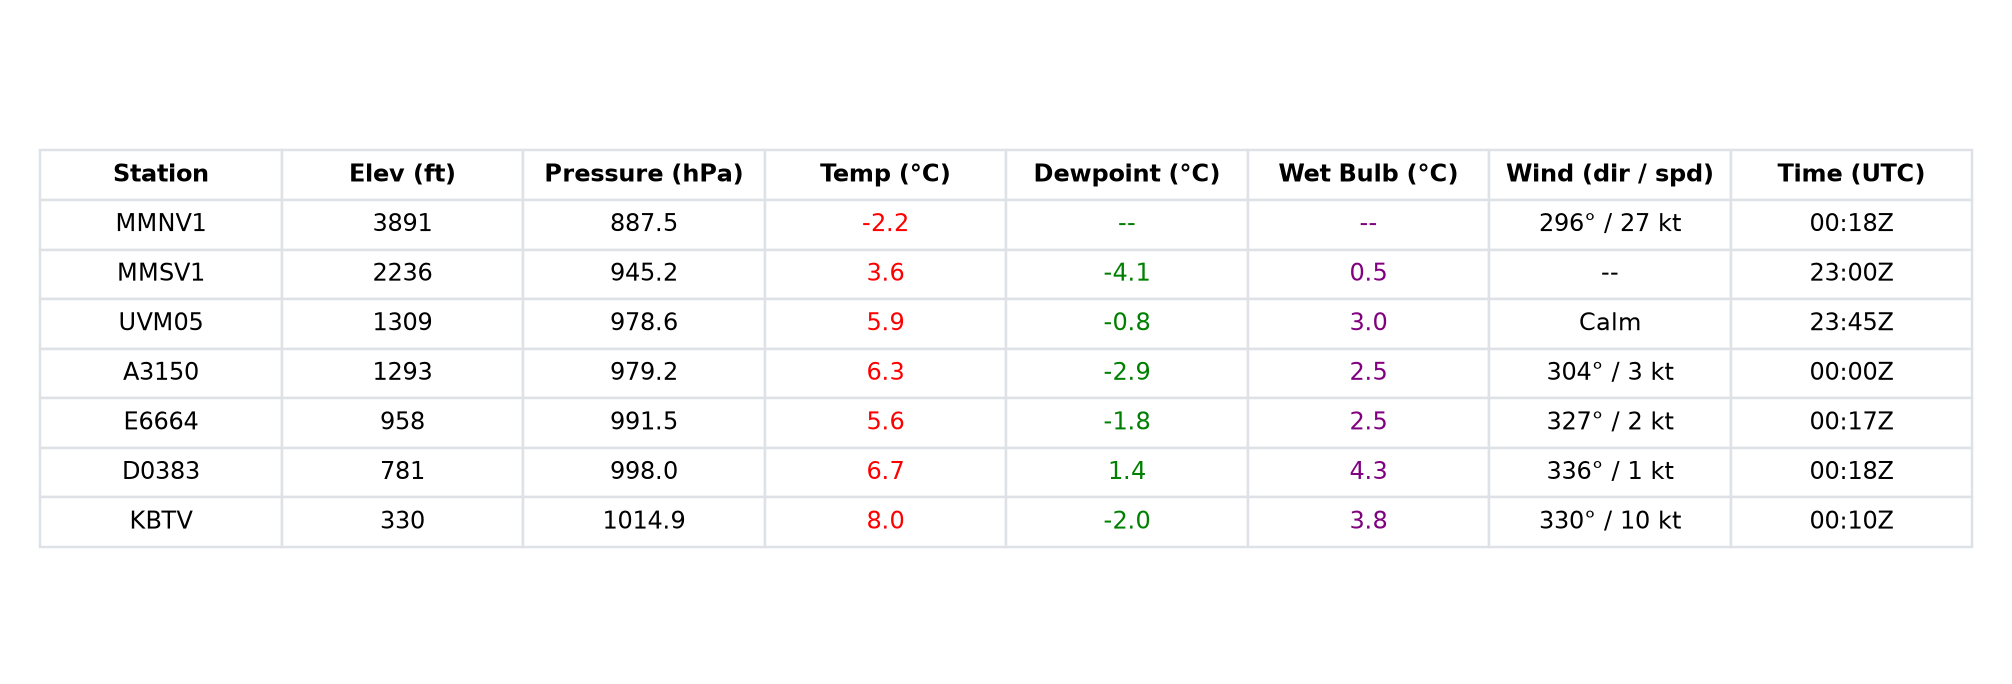 Station Elev (ft) Pressure (hPa) Temp (°C) Dewpoint (°C) Wet Bulb (°C) Wind (dir / spd) Time (UTC)
MMNV1 3891 887.5 -2.2 -- -- 296° / 27 kt 00:18Z
MMSV1 2236 945.2 3.6 -4.1 0.5 -- 23:00Z
UVM05 1309 978.6 5.9 -0.8 3.0 Calm 23:45Z
A3150 1293 979.2 6.3 -2.9 2.5 304° / 3 kt 00:00Z
E6664 958 991.5 5.6 -1.8 2.5 327° / 2 kt 00:17Z
D0383 781 998.0 6.7 1.4 4.3 336° / 1 kt 00:18Z
KBTV 330 1014.9 8.0 -2.0 3.8 330° / 10 kt 00:10Z